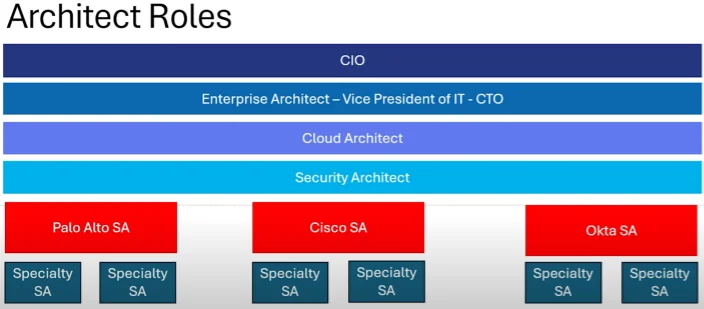 Architect Roles
CIO
Enterprise Architect – Vice President of IT - CTO
Cloud Architect
Security Architect
Palo Alto SA
Cisco SA
Okta SA
Specialty
SA
Specialty
SA
Specialty
SA
Specialty
SA
Specialty
SA
Specialty
SA